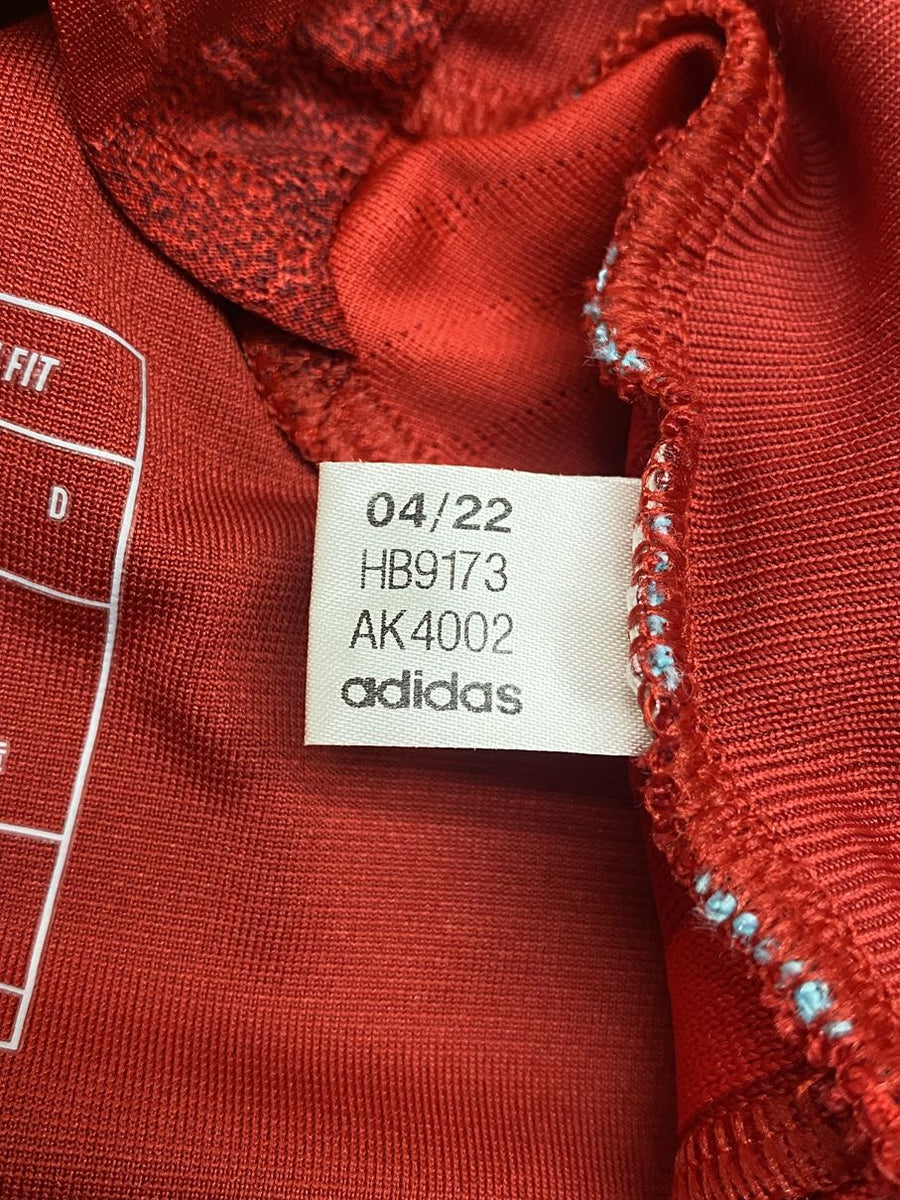 FIT
D
04/22
HB9173
AK4002
adidas